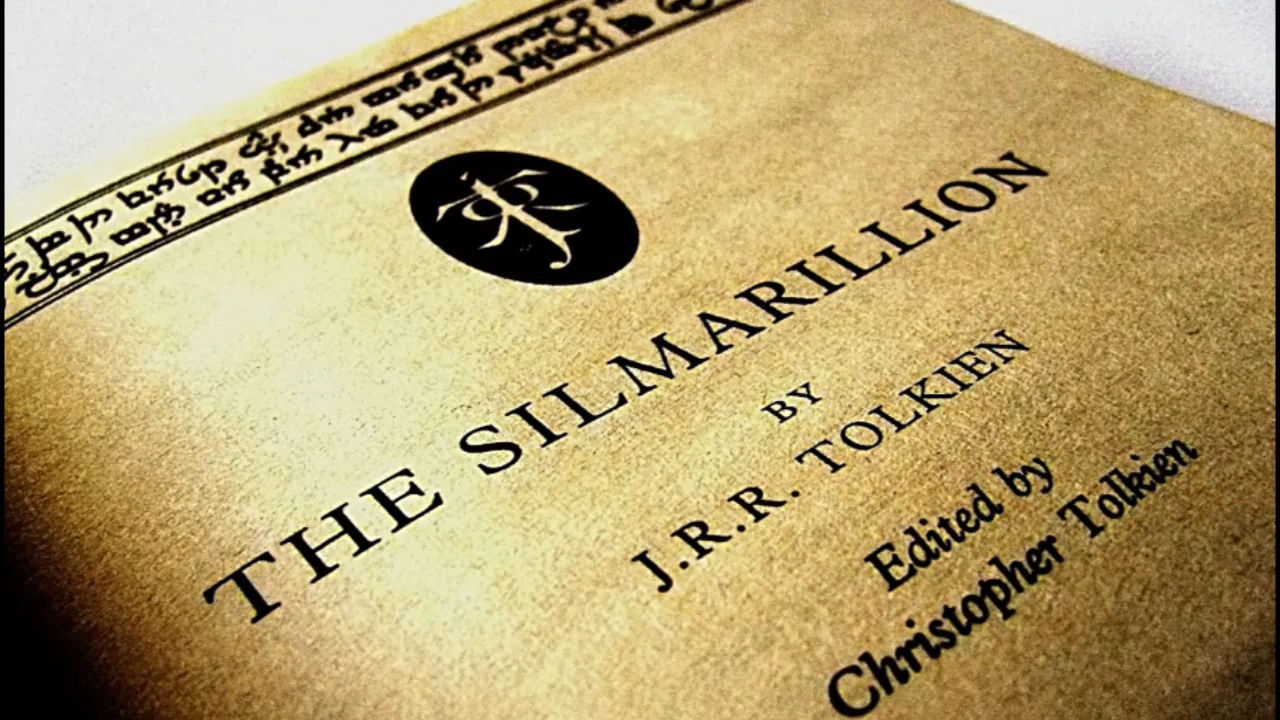 THE SILMARILLION
BY
J.R.R. TOLKIEN
Edited by
Christopher Tolkien